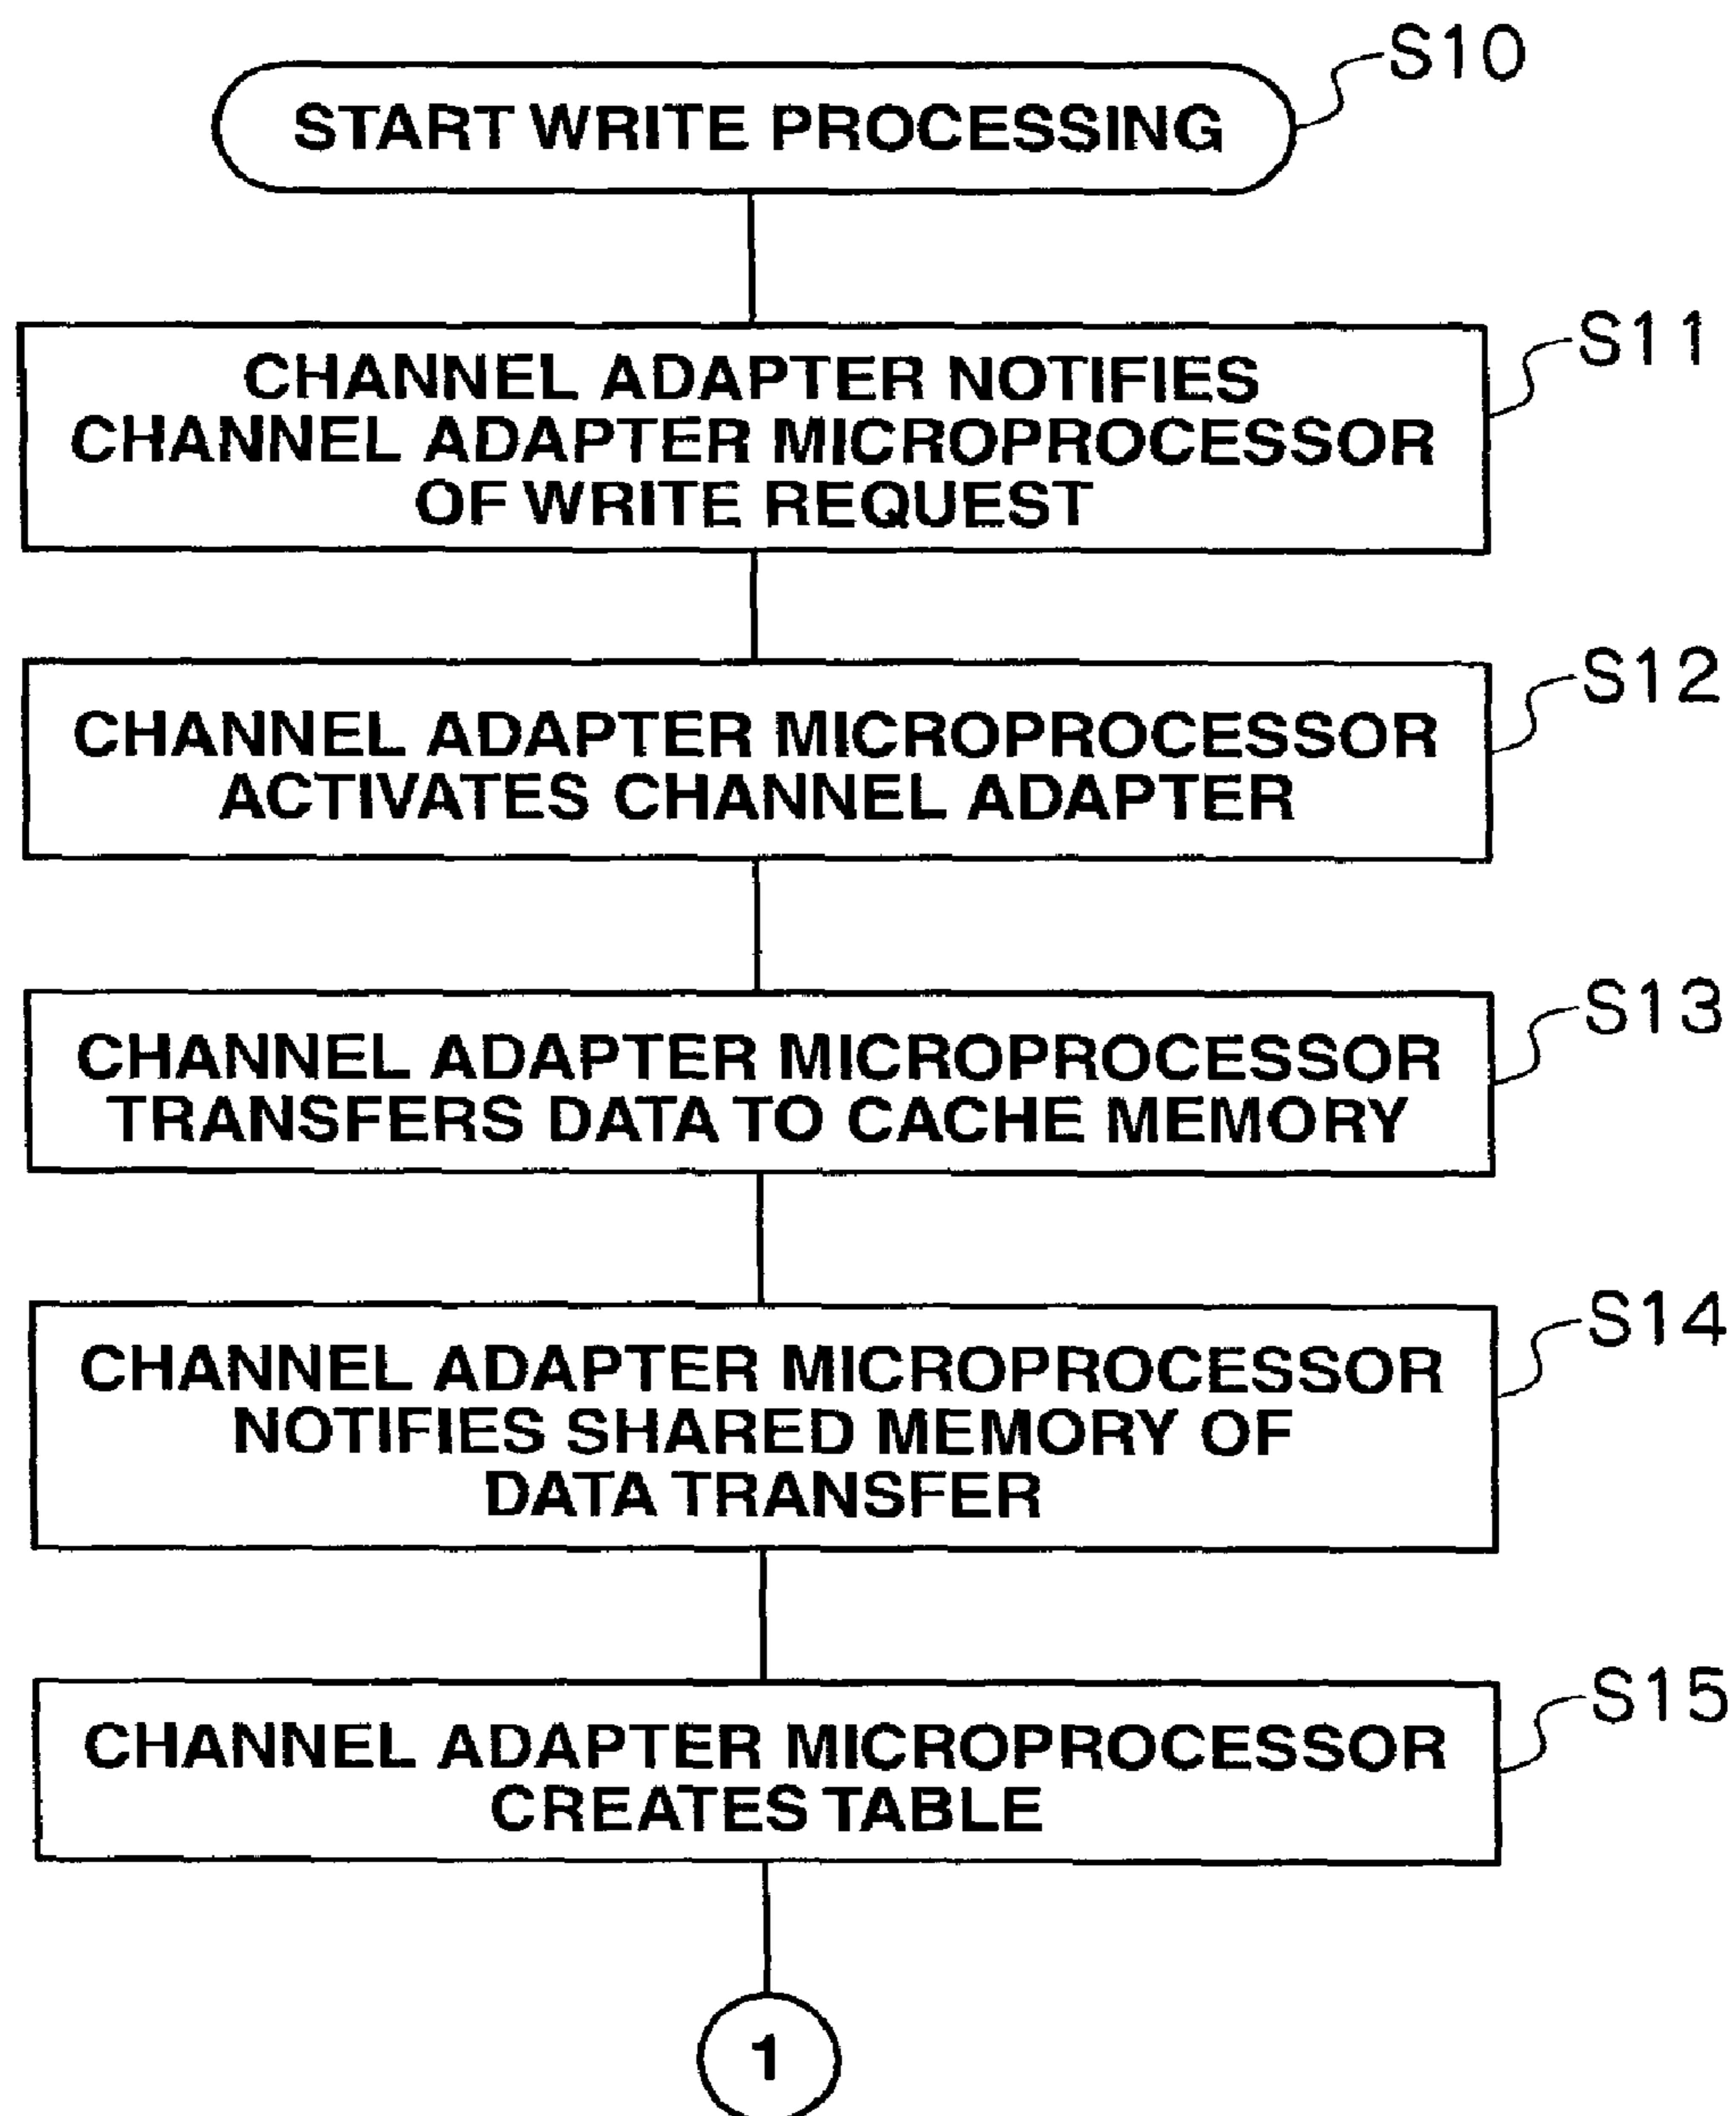 S10
START WRITE PROCESSING
S11
CHANNEL ADAPTER NOTIFIES
CHANNEL ADAPTER MICROPROCESSOR
OF WRITE REQUEST
S12
CHANNEL ADAPTER MICROPROCESSOR
ACTIVATES CHANNEL ADAPTER
S13
CHANNEL ADAPTER MICROPROCESSOR
TRANSFERS DATA TO CACHE MEMORY
S14
CHANNEL ADAPTER MICROPROCESSOR
NOTIFIES SHARED MEMORY OF
DATA TRANSFER
S15
CHANNEL ADAPTER MICROPROCESSOR
CREATES TABLE
1